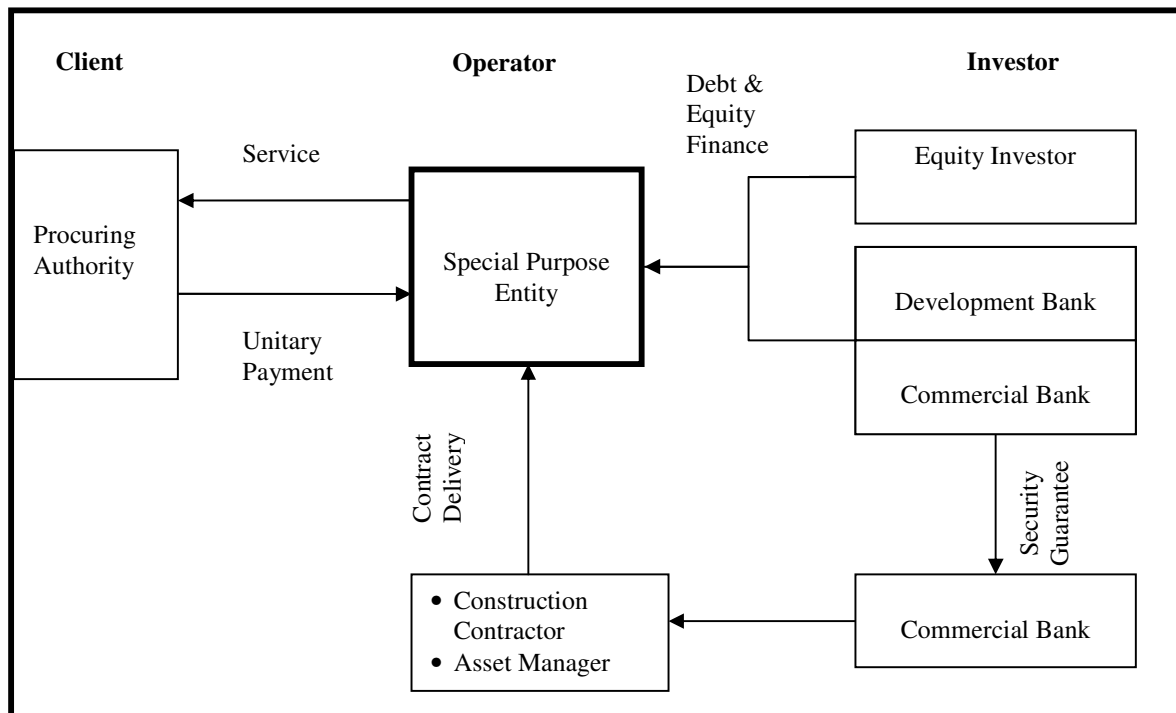 Client
Operator
Investor
Debt &
Equity
Finance
Service
Equity Investor
Procuring
Authority
Special Purpose
Entity
Development Bank
Unitary
Payment
Commercial Bank
Contract
Delivery
Security
Guarantee
• Construction
Contractor
• Asset Manager
Commercial Bank